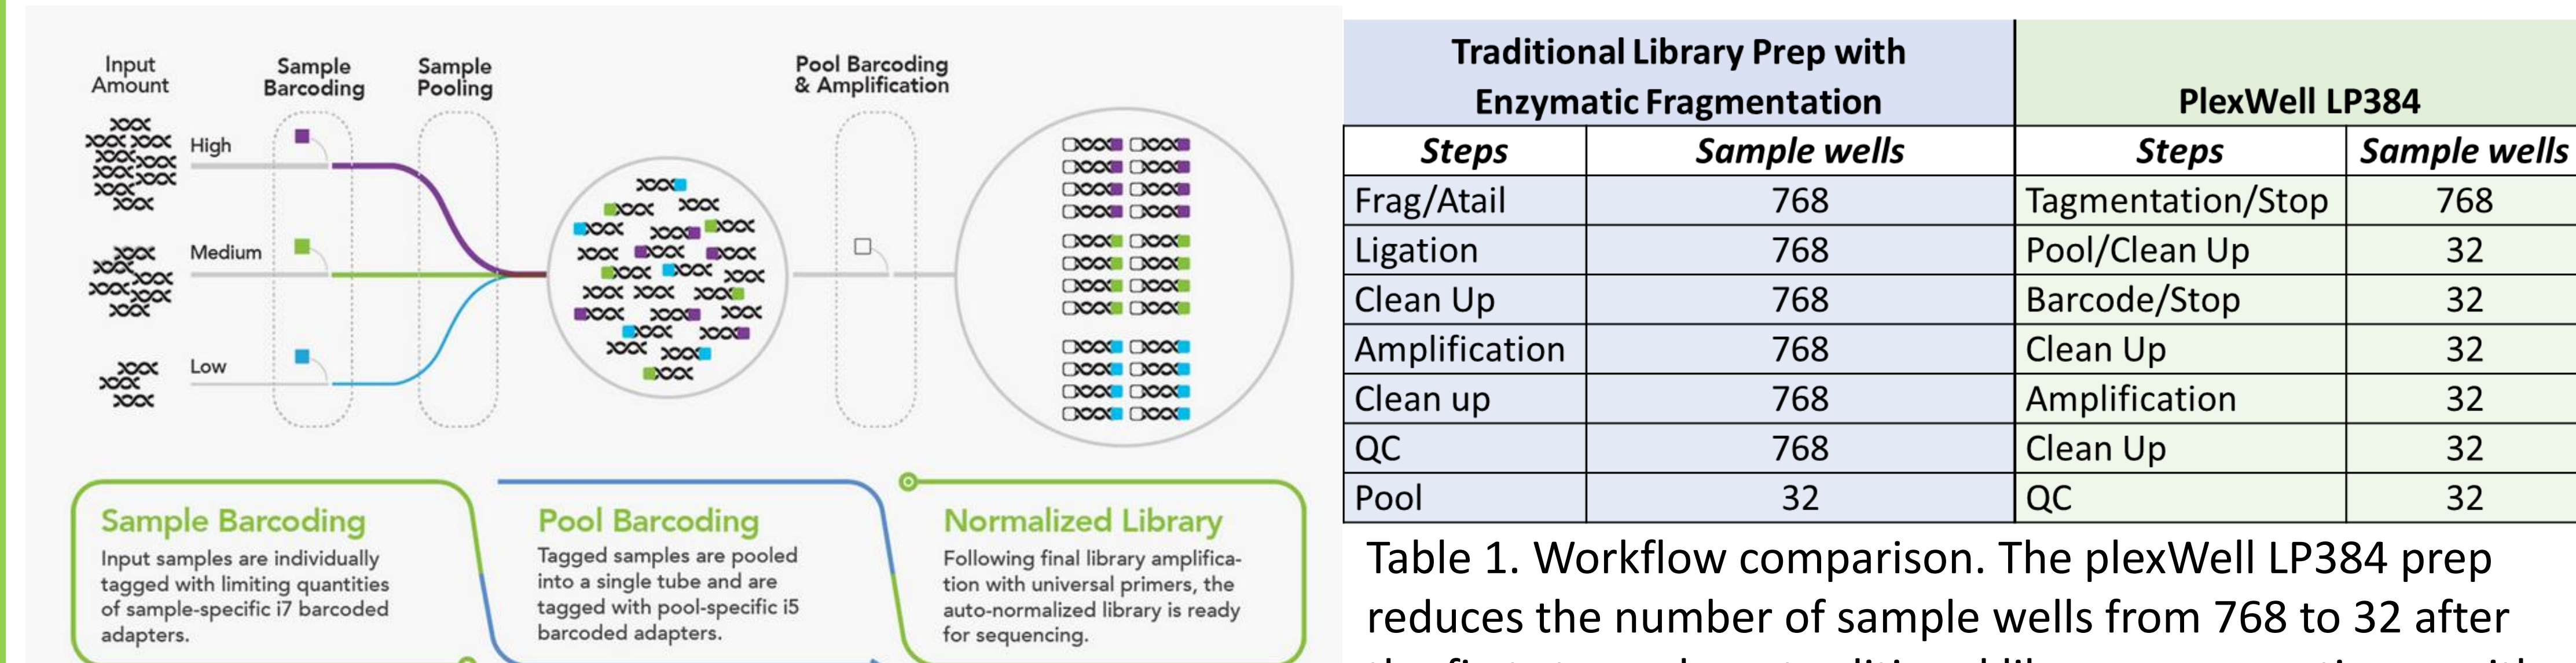 Input
Amount
Sample
Barcoding
Sample
Pooling
Pool Barcoding
& Amplification
High
Medium
Low
Sample Barcoding
Input samples are individually
tagged with limiting quantities
of sample-specific i7 barcoded
adapters.
Pool Barcoding
Tagged samples are pooled
into a single tube and are
tagged with pool-specific i5
barcoded adapters.
Normalized Library
Following final library amplifica-
tion with universal primers, the
auto-normalized library is ready
for sequencing.
Traditional Library Prep with
Enzymatic Fragmentation
PlexWell LP384
Steps Sample wells Steps Sample wells
Frag/Atail 768 Tagmentation/Stop 768
Ligation 768 Pool/Clean Up 32
Clean Up 768 Barcode/Stop 32
Amplification 768 Clean Up 32
Clean up 768 Amplification 32
QC 768 Clean Up 32
Pool 32 QC 32
Table 1. Workflow comparison. The plexWell LP384 prep
reduces the number of sample wells from 768 to 32 after